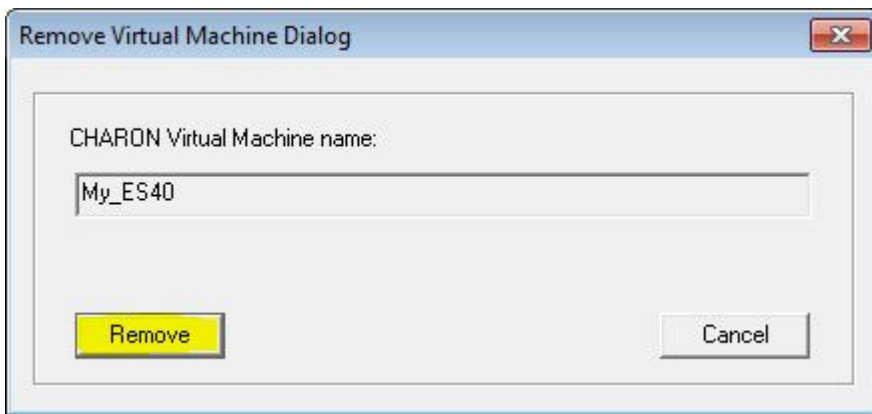 Remove Virtual Machine Dialog
CHARON Virtual Machine name:
My_ES40
Remove
Cancel